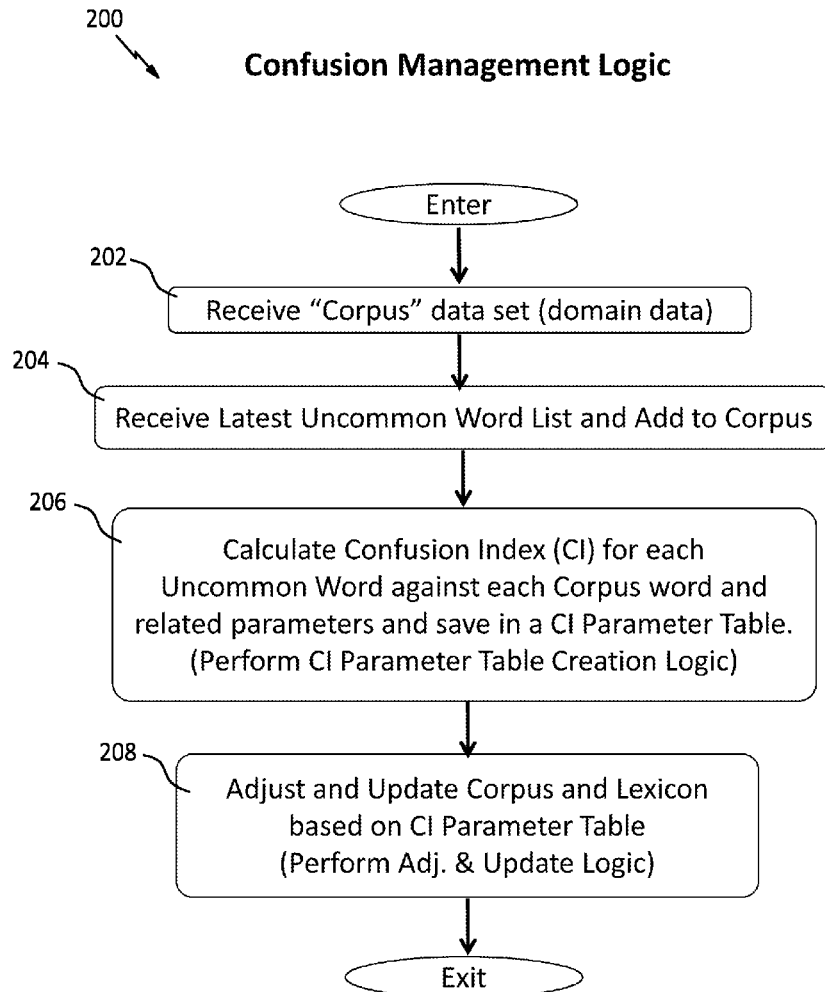 200
Confusion Management Logic
Enter
202
Receive “Corpus” data set (domain data)
204
Receive Latest Uncommon Word List and Add to Corpus
206
Calculate Confusion Index (CI) for each
Uncommon Word against each Corpus word and
related parameters and save in a CI Parameter Table.
(Perform CI Parameter Table Creation Logic)
208
Adjust and Update Corpus and Lexicon
based on CI Parameter Table
(Perform Adj. & Update Logic)
Exit